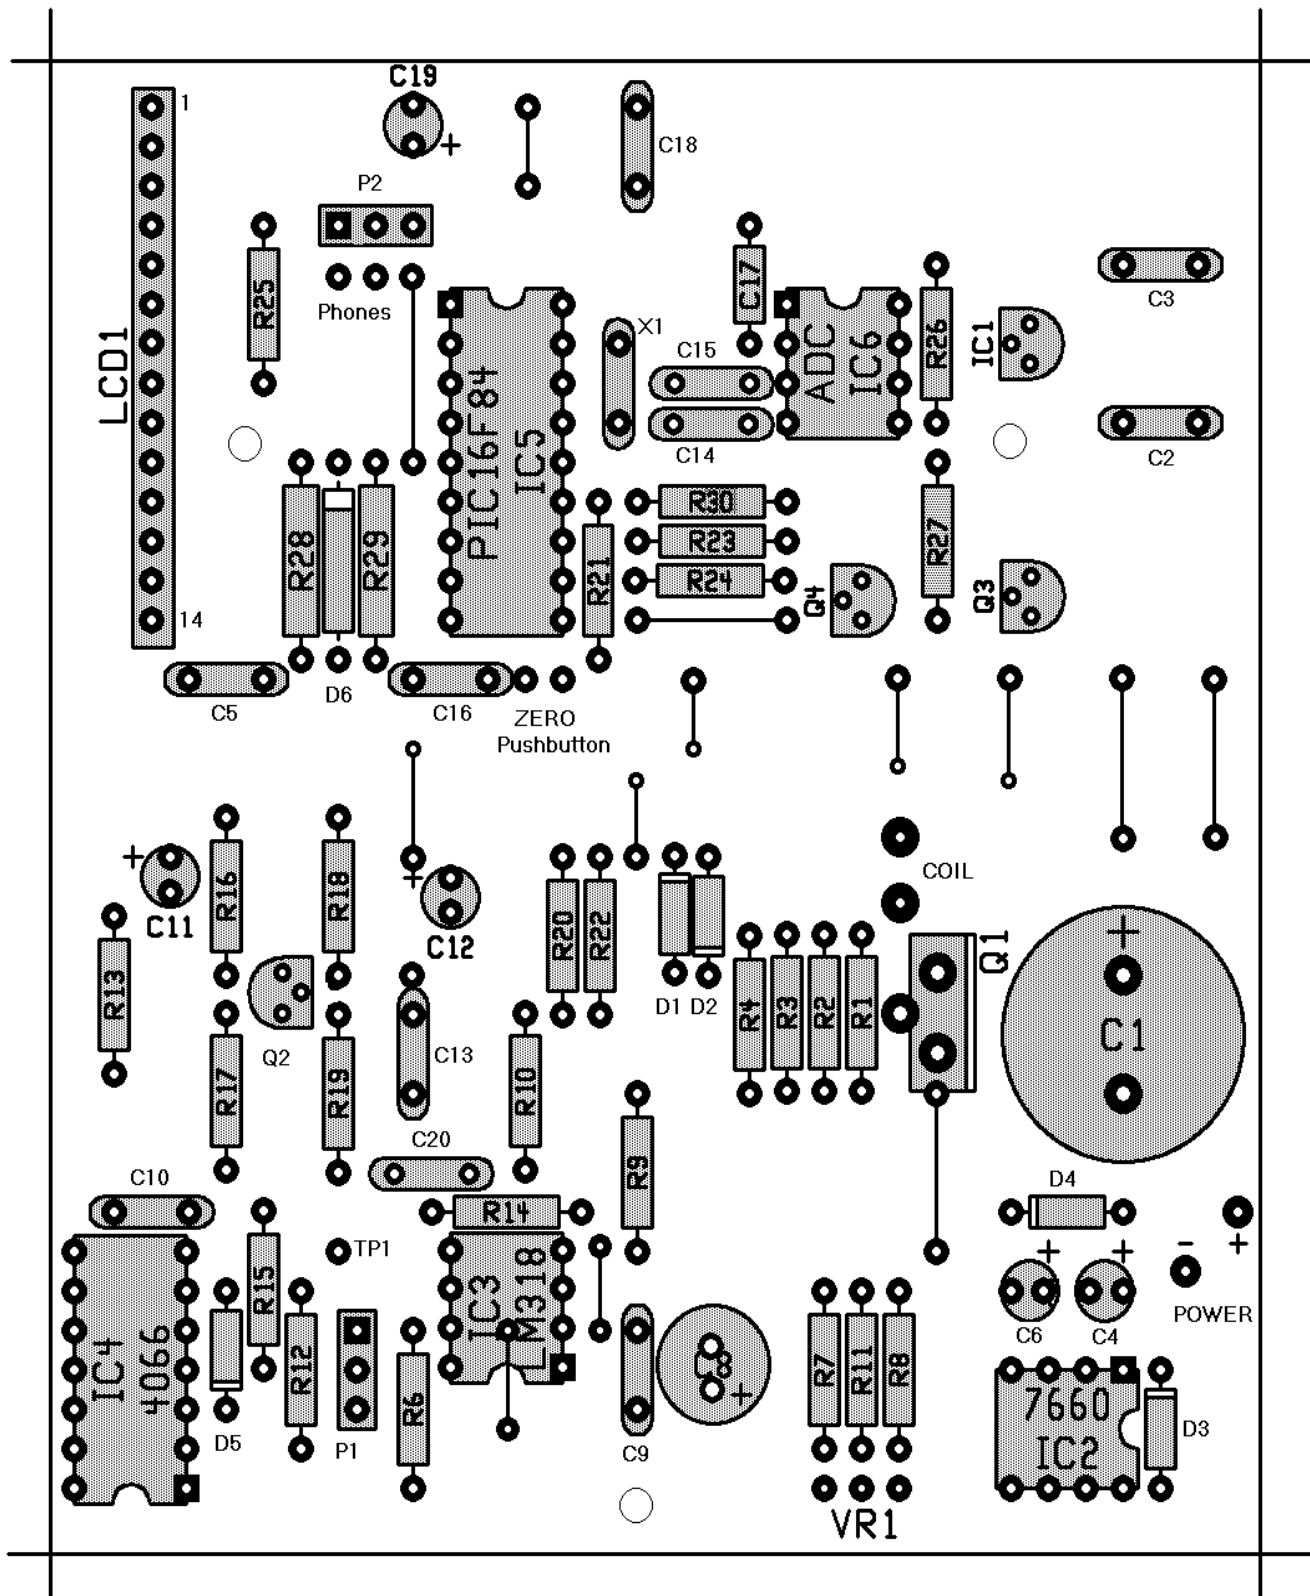 C19
1
C18
P2
R25
C17
C3
Phones
X1
IC1
R26
LCD1
C15
ADC
IC6
PIC16F84
IC5
C14
C2
R30
R28
R29
R23
R27
R21
R24
Q4
Q3
14
D6
C5
C16
ZERO
Pushbutton
COIL
+
+
R16
R18
C11
C12
R20
R22
+
Q1
R13
D1
D2
R4
R3
R2
R1
C1
Q2
C13
R17
R19
R10
C20
R9
C10
D4
R14
TP1
+
+
-
+
R15
IC3
LM318
POWER
C6
C4
IC4
4066
R12
C8
+
R7
R11
R8
R6
7660
IC2
D3
D5
P1
C9
VR1